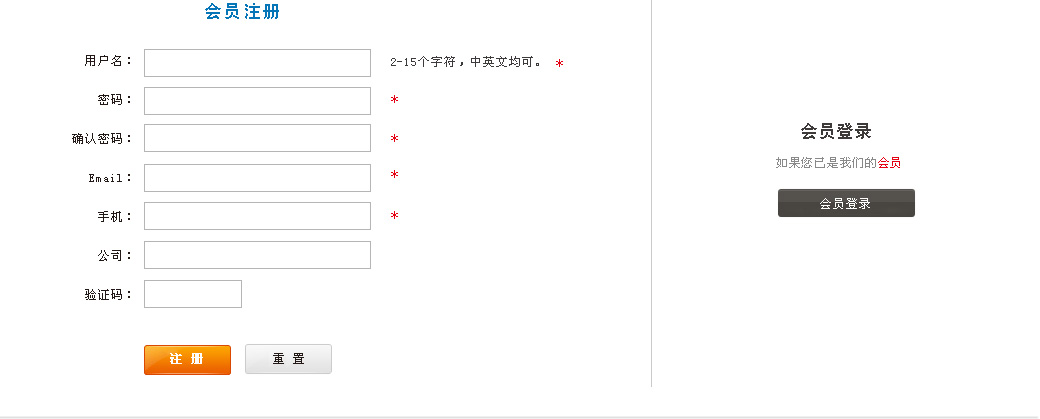 会员注册
用户名：
2-15个字符，中英文均可。 *
密码： *
确认密码： *
Email： *
手机： *
公司：
验证码：
注 册
重 置
会员登录
如果您已是我们的会员
会员登录